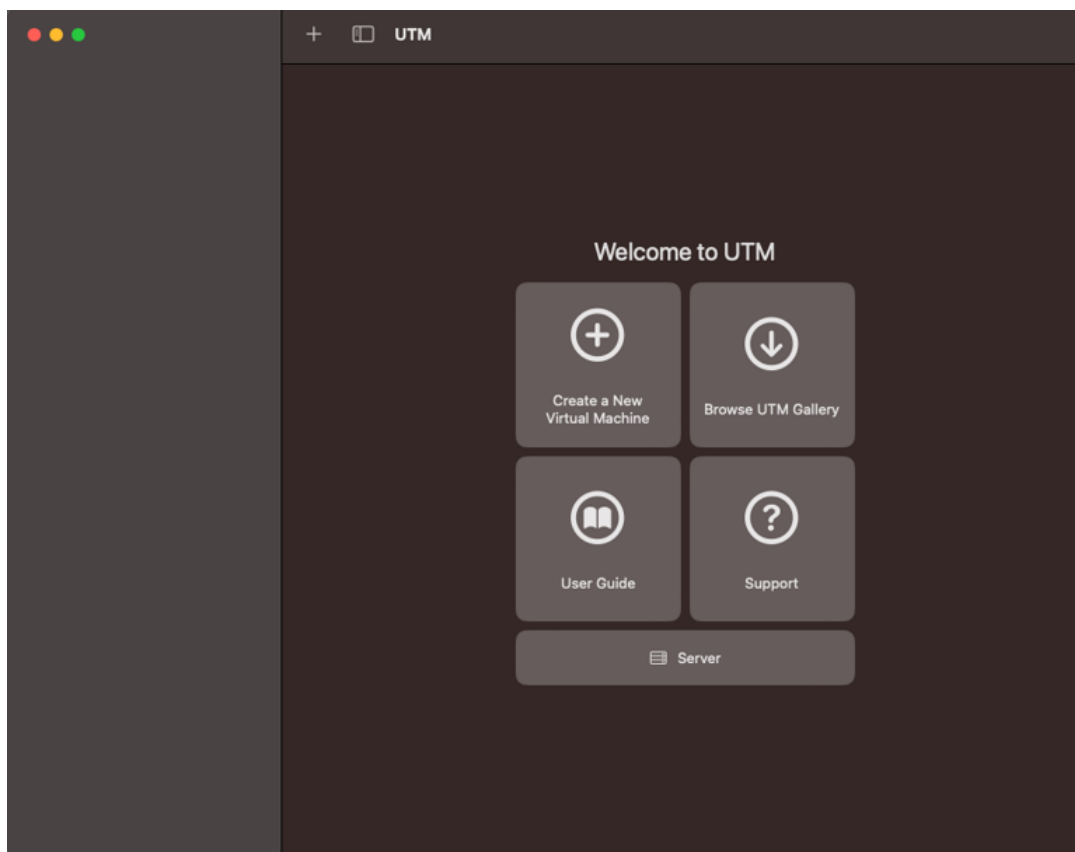 UTM
Welcome to UTM
Create a New
Virtual Machine
Browse UTM Gallery
User Guide
Support
Server